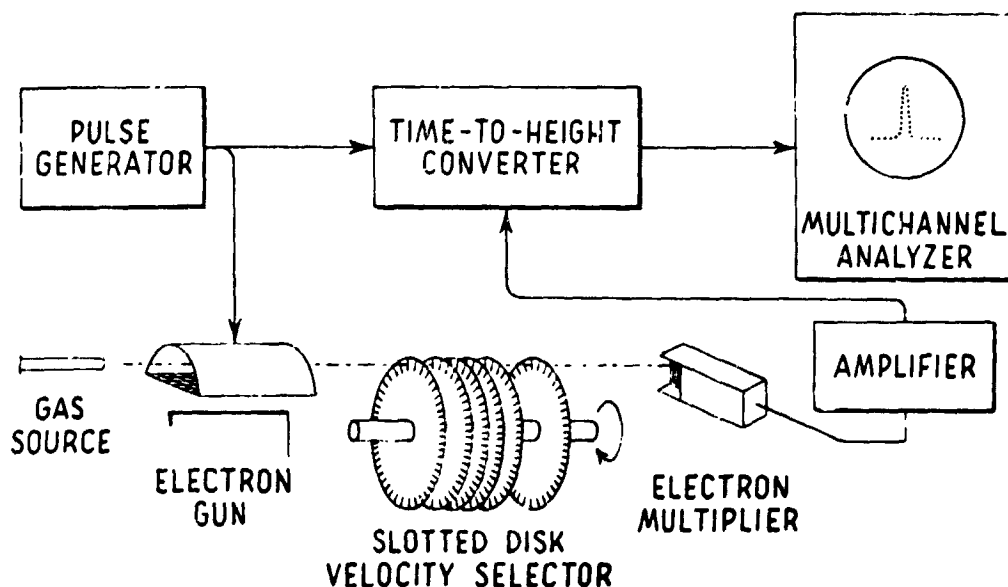 PULSE
GENERATOR
TIME-TO-HEIGHT
CONVERTER
MULTICHANNEL
ANALYZER
AMPLIFIER
GAS
SOURCE
ELECTRON
GUN
SLOTTED DISK
VELOCITY SELECTOR
ELECTRON
MULTIPLIER